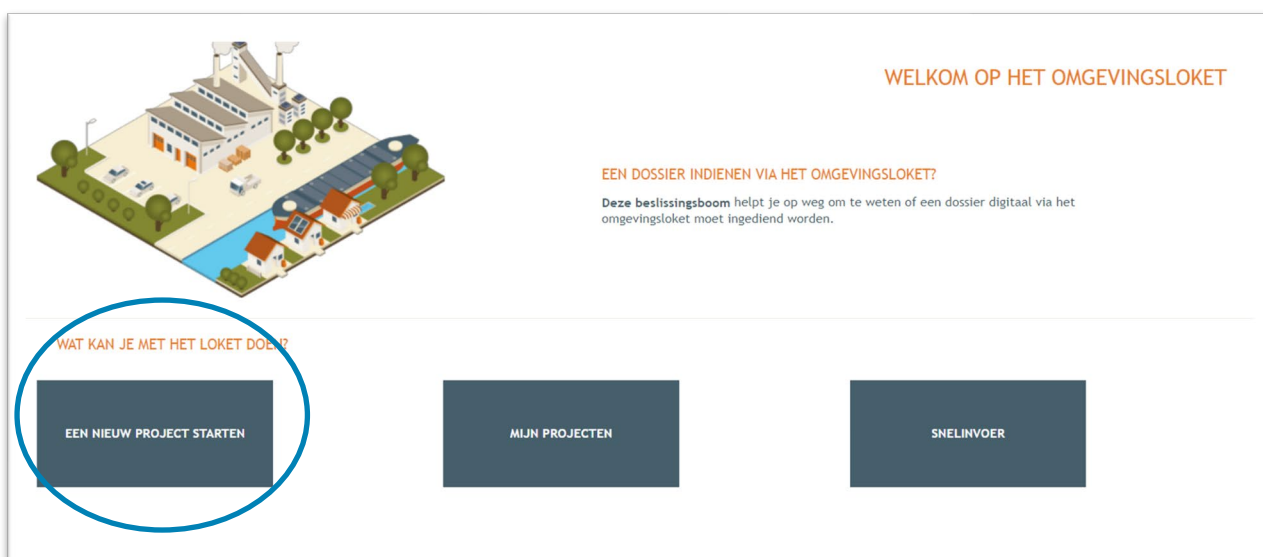 WELKOM OP HET OMGEVINGSLOKET
EEN DOSSIER INDIENEN VIA HET OMGEVINGSLOKET?
Deze beslissingsboom helpt je op weg om te weten of een dossier digitaal via het
omgevingsloket moet ingediend worden.
WAT KAN JE MET HET LOKET DOEN?
EEN NIEUW PROJECT STARTEN
MIJN PROJECTEN
SNELINVOER